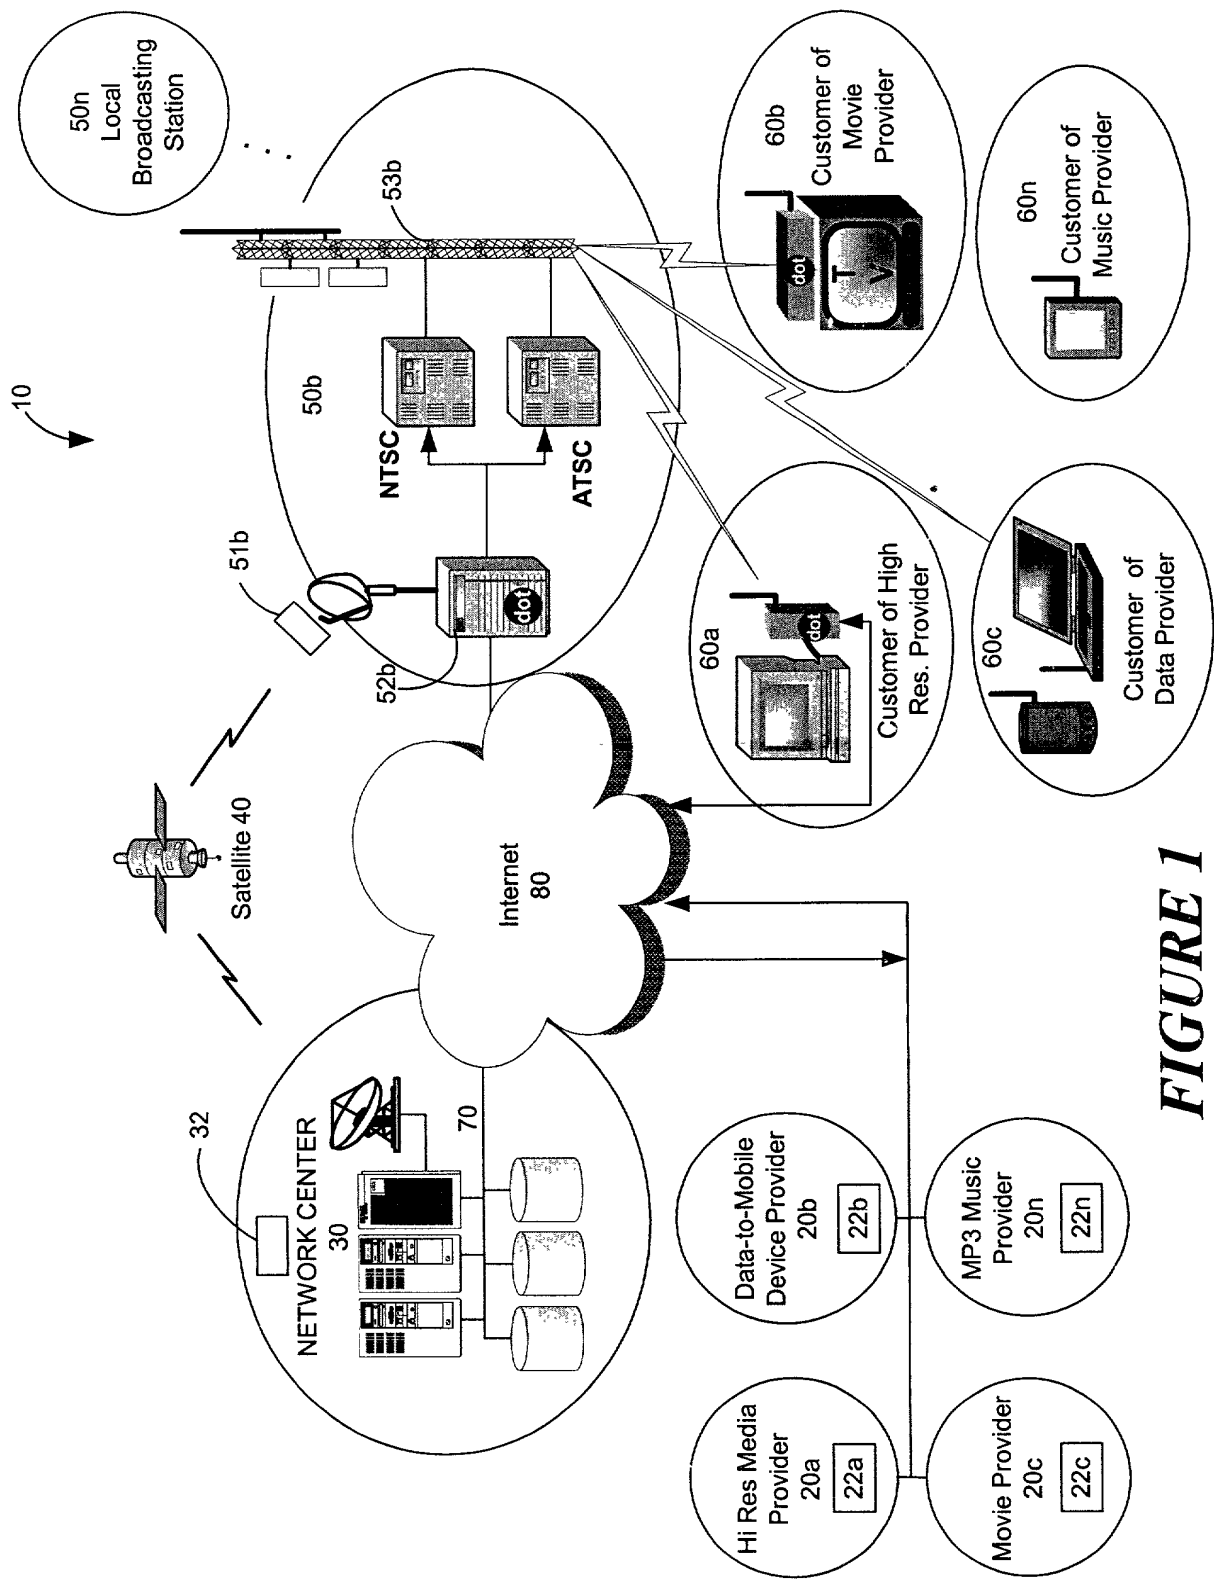 10
50n
Local
Broadcasting
Station
32
NETWORK CENTER
30
70
Satellite 40
51b
50b
52b
dot
NTSC
ATSC
53b
Internet
80
60a
dot
Customer of High
Res. Provider
60b
dot
T
V
Customer of
Movie
Provider
60c
Customer of
Data Provider
60n
Customer of
Music Provider
Hi Res Media
Provider
20a
22a
Data-to-Mobile
Device Provider
20b
22b
Movie Provider
20c
22c
MP3 Music
Provider
20n
22n
FIGURE 1